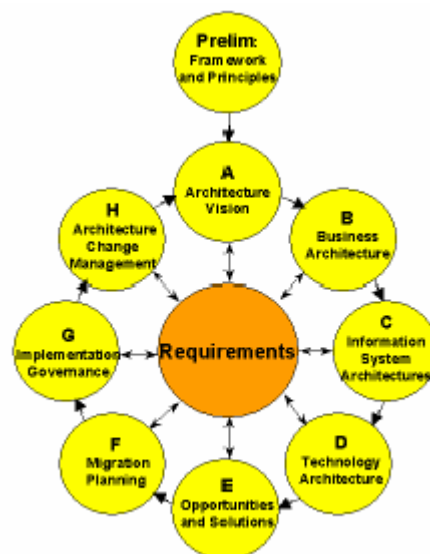 Prelim:
Framework
and Principles
A
Architecture
Vision
B
Business
Architecture
C
Information
System
Architectures
D
Technology
Architecture
E
Opportunities
and Solutions
F
Migration
Planning
G
Implementation
Governance
H
Architecture
Change
Management
Requirements